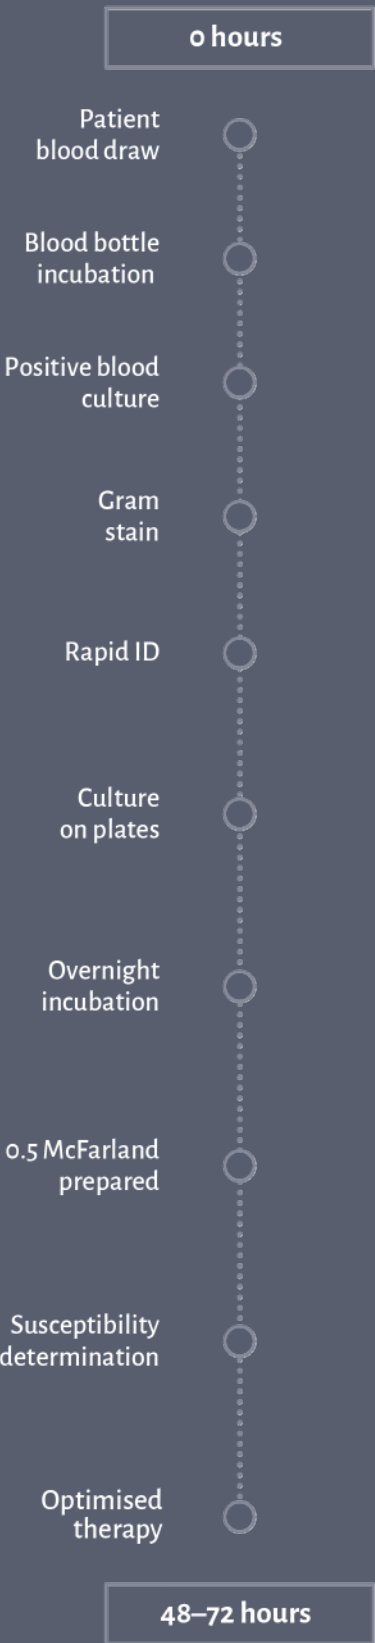 0 hours
Patient
blood draw
Blood bottle
incubation
Positive blood
culture
Gram
stain
Rapid ID
Culture
on plates
Overnight
incubation
0.5 McFarland
prepared
Susceptibility
determination
Optimised
therapy
48–72 hours